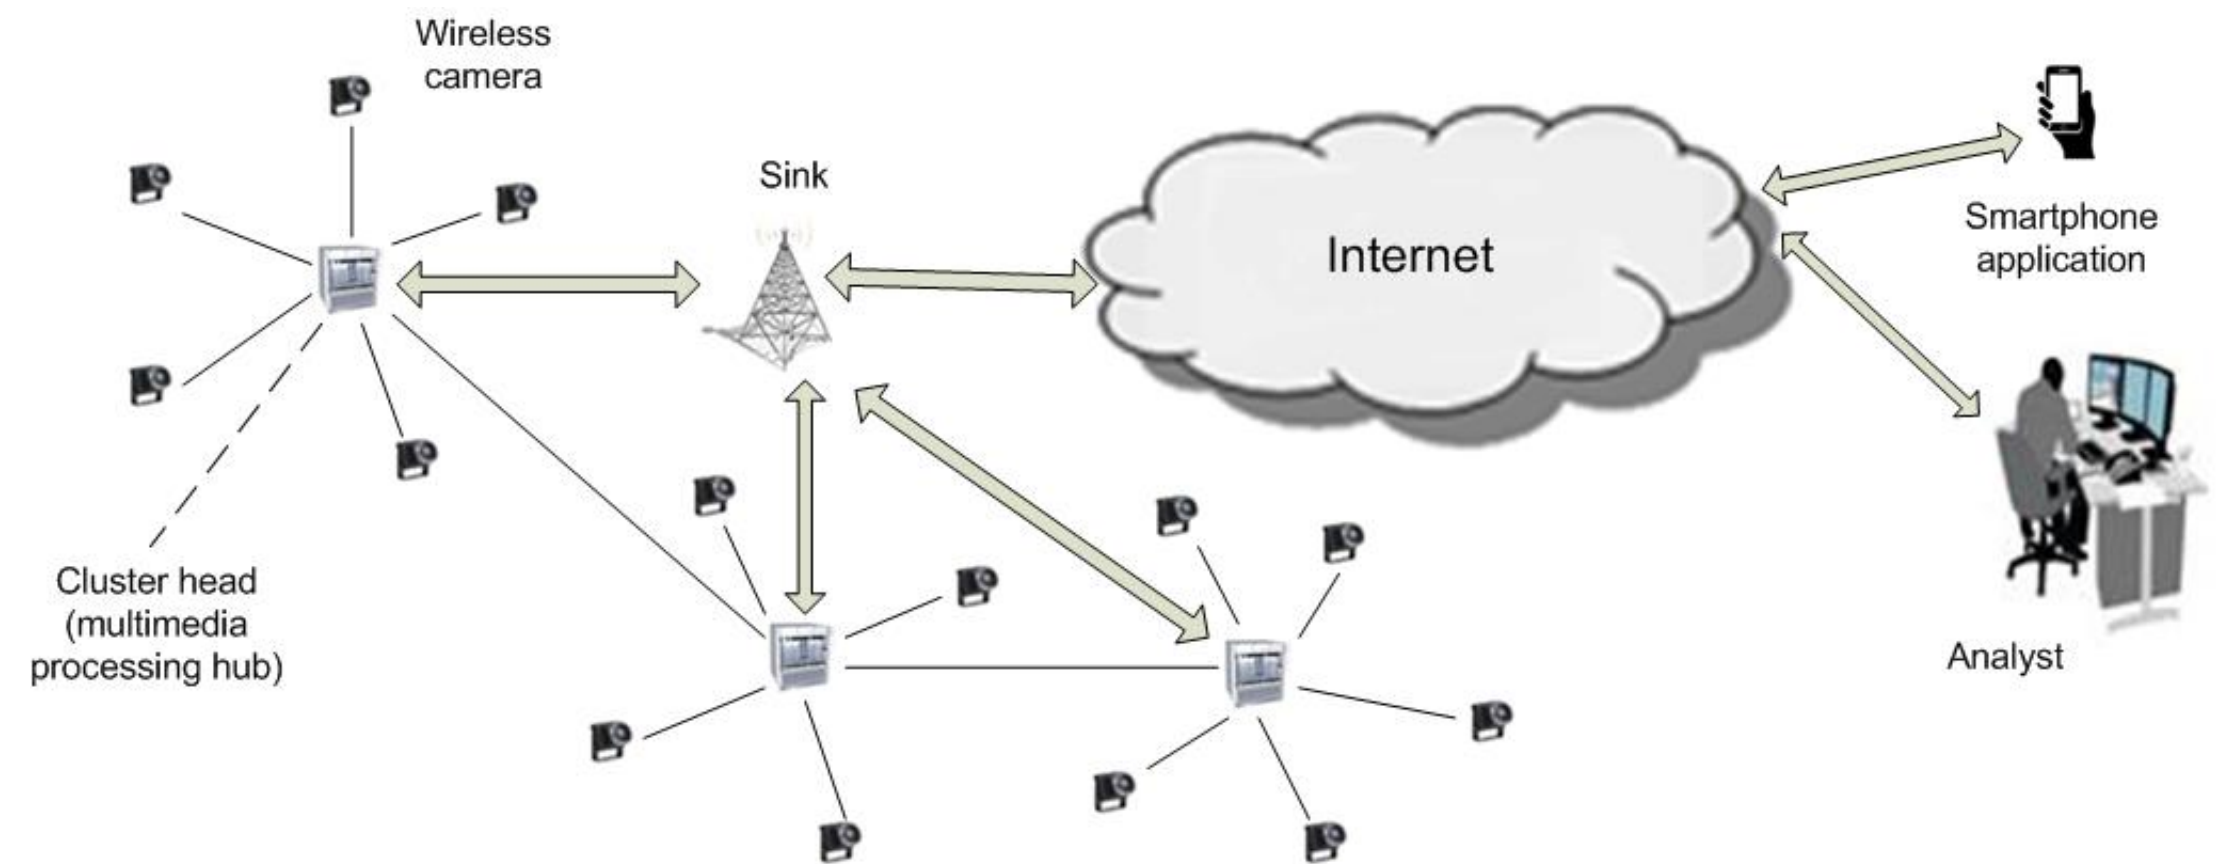 Wireless
camera
Sink
Internet
Smartphone
application
Cluster head
(multimedia
processing hub)
Analyst